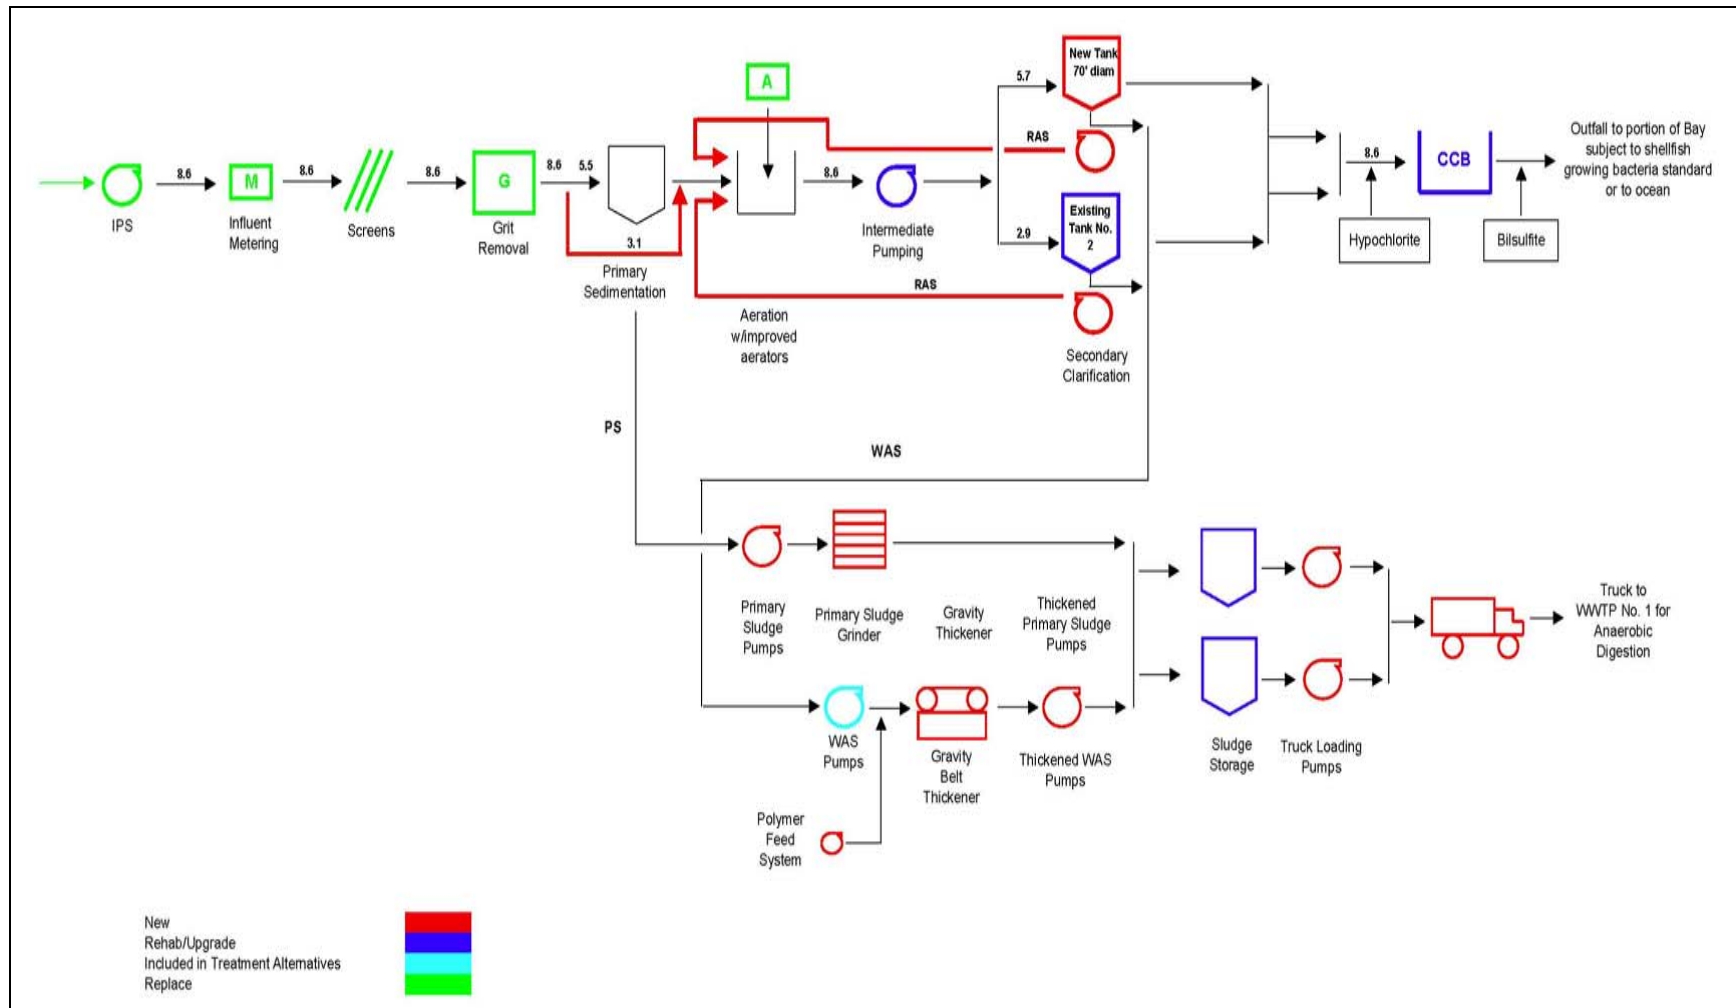 New Tank
70' diam
5.7
A
RAS
8.6
8.6
8.6
8.6
5.5
8.6
8.6
M
G
CCB
Outfall to portion of Bay
subject to shellfish
growing bacteria standard
or to ocean
IPS
Influent
Metering
Screens
Grit
Removal
3.1
Primary
Sedimentation
Intermediate
Pumping
2.9
Existing
Tank No.
2
Hypochlorite
Bilsulfite
RAS
Aeration
w/improved
aerators
Secondary
Clarification
PS
WAS
Primary
Sludge
Pumps
Primary Sludge
Grinder
Gravity
Thickener
Thickened
Primary Sludge
Pumps
Truck to
WWTP No. 1 for
Anaerobic
Digestion
WAS
Pumps
Gravity
Belt
Thickener
Thickened WAS
Pumps
Sludge
Storage
Truck Loading
Pumps
Polymer
Feed
System
New
Rehab/Upgrade
Included in Treatment Alternatives
Replace